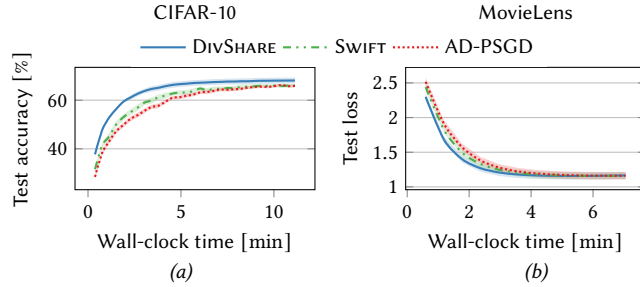 CIFAR-10 MovieLens
DivShare Swift AD-PSGD
Test accuracy [%]
60
40
0 5 10
Wall-clock time [min]
(a)
Test loss
2.5
2
1.5
1
0 2 4 6
Wall-clock time [min]
(b)